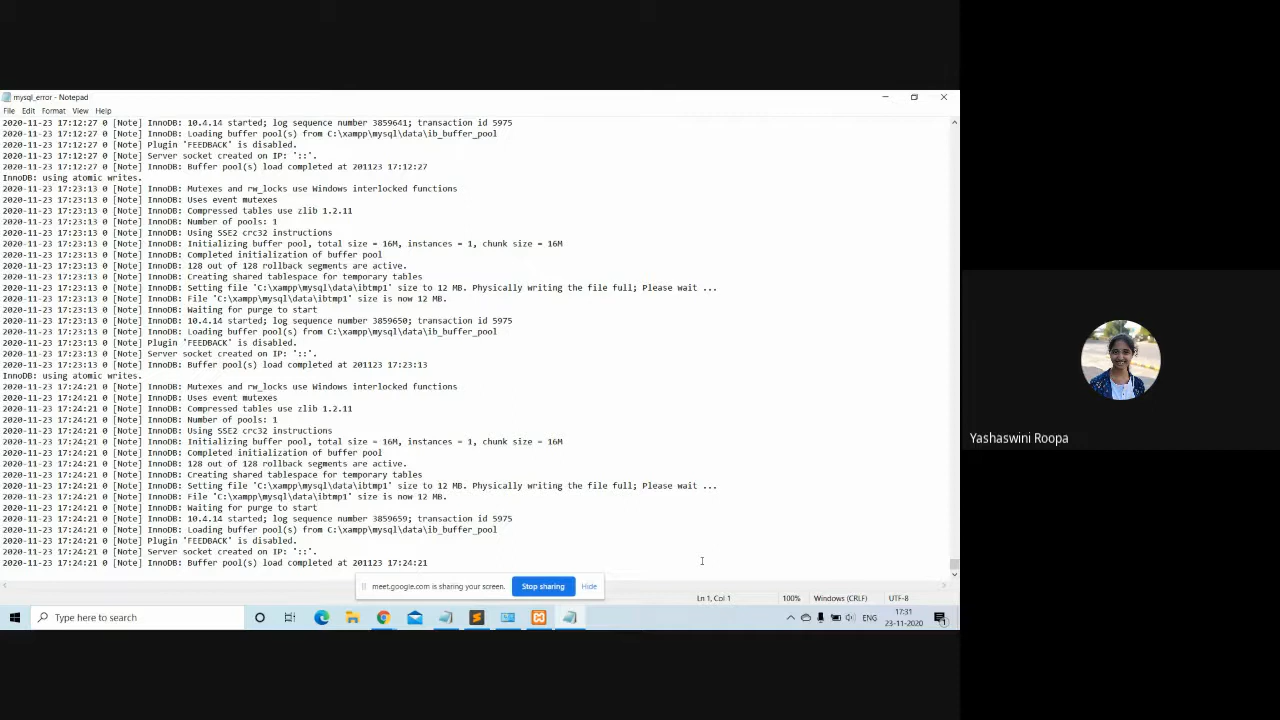 mysql_error - Notepad
File Edit Format View Help
2020-11-23 17:12:27 0 [Note] InnoDB: 10.4.14 started; log sequence number 3859641; transaction id 5975
2020-11-23 17:12:27 0 [Note] InnoDB: Loading buffer pool(s) from C:\xampp\mysql\data\ib_buffer_pool
2020-11-23 17:12:27 0 [Note] Plugin 'FEEDBACK' is disabled.
2020-11-23 17:12:27 0 [Note] Server socket created on IP: '::'.
2020-11-23 17:12:27 0 [Note] InnoDB: Buffer pool(s) load completed at 201123 17:12:27
InnoDB: using atomic writes.
2020-11-23 17:23:13 0 [Note] InnoDB: Mutexes and rw_locks use Windows interlocked functions
2020-11-23 17:23:13 0 [Note] InnoDB: Uses event mutexes
2020-11-23 17:23:13 0 [Note] InnoDB: Compressed tables use zlib 1.2.11
2020-11-23 17:23:13 0 [Note] InnoDB: Number of pools: 1
2020-11-23 17:23:13 0 [Note] InnoDB: Using SSE2 crc32 instructions
2020-11-23 17:23:13 0 [Note] InnoDB: Initializing buffer pool, total size = 16M, instances = 1, chunk size = 16M
2020-11-23 17:23:13 0 [Note] InnoDB: Completed initialization of buffer pool
2020-11-23 17:23:13 0 [Note] InnoDB: 128 out of 128 rollback segments are active.
2020-11-23 17:23:13 0 [Note] InnoDB: Creating shared tablespace for temporary tables
2020-11-23 17:23:13 0 [Note] InnoDB: Setting file 'C:\xampp\mysql\data\ibtmp1' size to 12 MB. Physically writing the file full; Please wait ...
2020-11-23 17:23:13 0 [Note] InnoDB: File 'C:\xampp\mysql\data\ibtmp1' size is now 12 MB.
2020-11-23 17:23:13 0 [Note] InnoDB: Waiting for purge to start
2020-11-23 17:23:13 0 [Note] InnoDB: 10.4.14 started; log sequence number 3859650; transaction id 5975
2020-11-23 17:23:13 0 [Note] InnoDB: Loading buffer pool(s) from C:\xampp\mysql\data\ib_buffer_pool
2020-11-23 17:23:13 0 [Note] Plugin 'FEEDBACK' is disabled.
2020-11-23 17:23:13 0 [Note] Server socket created on IP: '::'.
2020-11-23 17:23:13 0 [Note] InnoDB: Buffer pool(s) load completed at 201123 17:23:13
InnoDB: using atomic writes.
2020-11-23 17:24:21 0 [Note] InnoDB: Mutexes and rw_locks use Windows interlocked functions
2020-11-23 17:24:21 0 [Note] InnoDB: Uses event mutexes
2020-11-23 17:24:21 0 [Note] InnoDB: Compressed tables use zlib 1.2.11
2020-11-23 17:24:21 0 [Note] InnoDB: Number of pools: 1
2020-11-23 17:24:21 0 [Note] InnoDB: Using SSE2 crc32 instructions
2020-11-23 17:24:21 0 [Note] InnoDB: Initializing buffer pool, total size = 16M, instances = 1, chunk size = 16M
2020-11-23 17:24:21 0 [Note] InnoDB: Completed initialization of buffer pool
2020-11-23 17:24:21 0 [Note] InnoDB: 128 out of 128 rollback segments are active.
2020-11-23 17:24:21 0 [Note] InnoDB: Creating shared tablespace for temporary tables
2020-11-23 17:24:21 0 [Note] InnoDB: Setting file 'C:\xampp\mysql\data\ibtmp1' size to 12 MB. Physically writing the file full; Please wait ...
2020-11-23 17:24:21 0 [Note] InnoDB: File 'C:\xampp\mysql\data\ibtmp1' size is now 12 MB.
2020-11-23 17:24:21 0 [Note] InnoDB: Waiting for purge to start
2020-11-23 17:24:21 0 [Note] InnoDB: 10.4.14 started; log sequence number 3859659; transaction id 5975
2020-11-23 17:24:21 0 [Note] InnoDB: Loading buffer pool(s) from C:\xampp\mysql\data\ib_buffer_pool
2020-11-23 17:24:21 0 [Note] Plugin 'FEEDBACK' is disabled.
2020-11-23 17:24:21 0 [Note] Server socket created on IP: '::'.
2020-11-23 17:24:21 0 [Note] InnoDB: Buffer pool(s) load completed at 201123 17:24:21
meet.google.com is sharing your screen. Stop sharing Hide
Ln 1, Col 1 100% Windows (CRLF) UTF-8
Type here to search
ENG
17:31
23-11-2020
1
Yashaswini Roopa